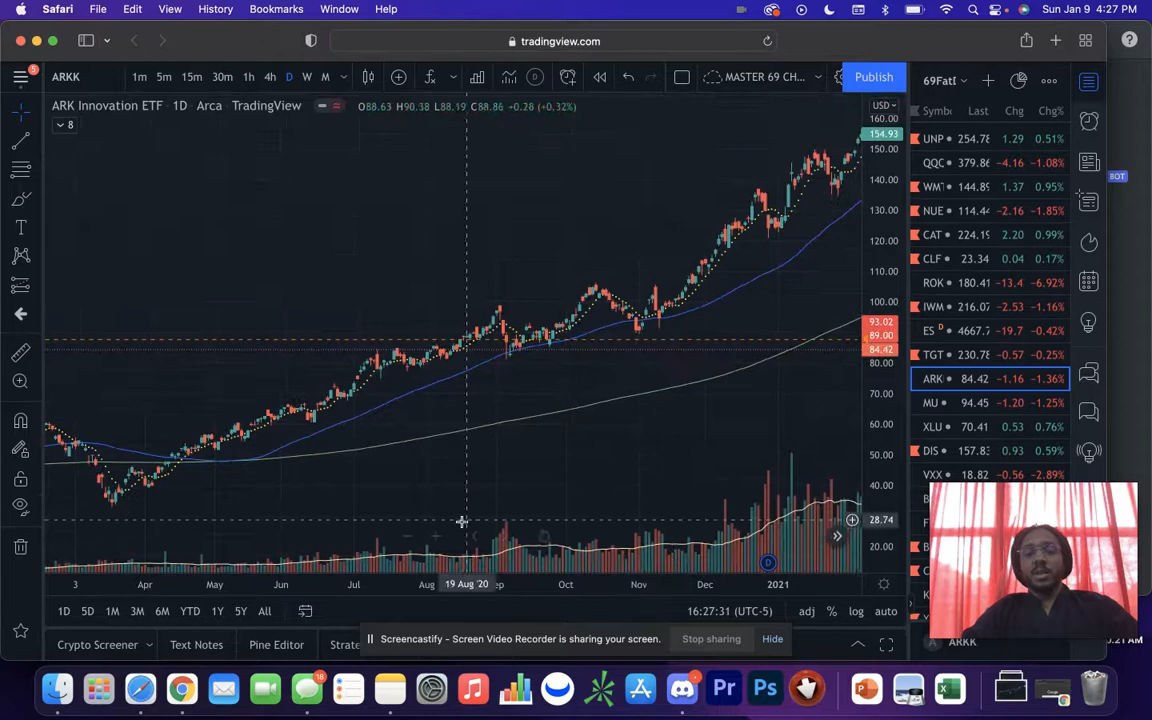 Safari File Edit View History Bookmarks Window Help Sun Jan 9 4:27 PM
tradingview.com
5
ARKK 1m 5m 15m 30m 1h 4h D W M MASTER 69 CH... Publish
ARK Innovation ETF · 1D · Arca · TradingView O88.63 H90.38 L88.19 C88.86 +0.28 (+0.32%)
8
USD
160.00
154.93
150.00
140.00
130.00
120.00
110.00
100.00
93.02
89.00
84.42
80.00
70.00
60.00
50.00
40.00
28.74
20.00
D
3 Apr May Jun Jul Aug 19 Aug '20 ep Oct Nov Dec 2021
1D 5D 1M 3M 6M YTD 1Y 5Y All 16:27:31 (UTC-5) adj % log auto
Crypto Screener Text Notes Pine Editor Strate
Screencastify - Screen Video Recorder is sharing your screen. Stop sharing Hide
Symb Last Chg Chg%
UNP 254.78 1.29 0.51%
QQC 379.86 -4.16 -1.08%
WMT 144.89 1.37 0.95%
NUE 114.44 -2.16 -1.85%
CAT 224.19 2.20 0.99%
CLF 23.34 0.04 0.17%
ROK 180.41 -13.4 -6.92%
IWM 216.07 -2.53 -1.16%
ES D 4667.7 -19.7 -0.42%
TGT 230.78 -0.57 -0.25%
ARK 84.42 -1.16 -1.36%
MU 94.45 -1.20 -1.25%
XLU 70.41 0.53 0.76%
DIS 157.83 0.93 0.59%
VXX 18.82 -0.56 -2.89%
ARKK
BOT
18
Pr Ps